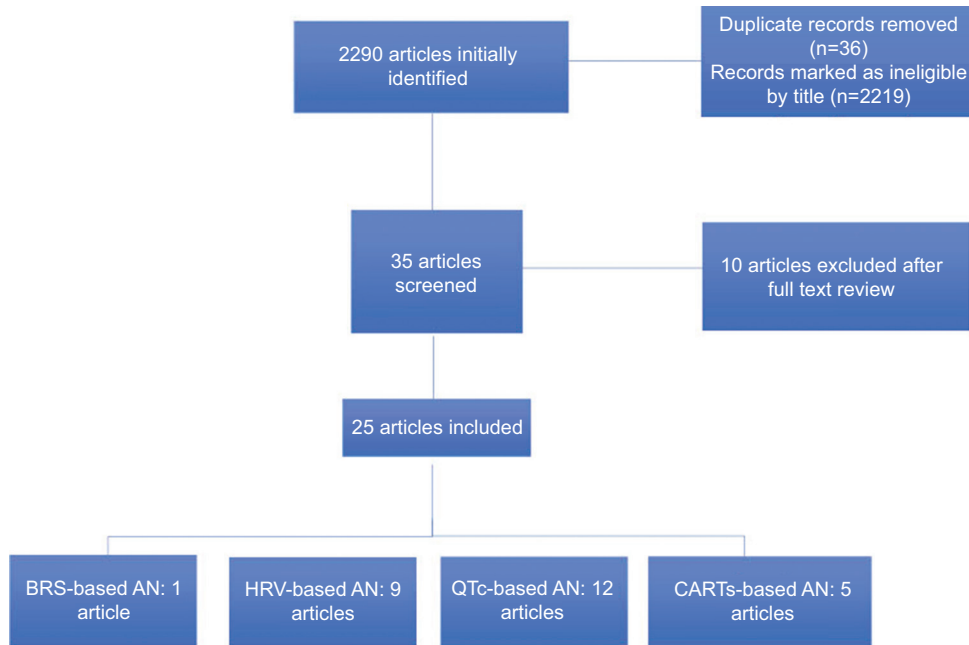 2290 articles initially
identified
Duplicate records removed
(n=36)
Records marked as ineligible
by title (n=2219)
35 articles
screened
10 articles excluded after
full text review
25 articles included
BRS-based AN: 1
article
HRV-based AN: 9
articles
QTc-based AN: 12
articles
CARTs-based AN: 5
articles